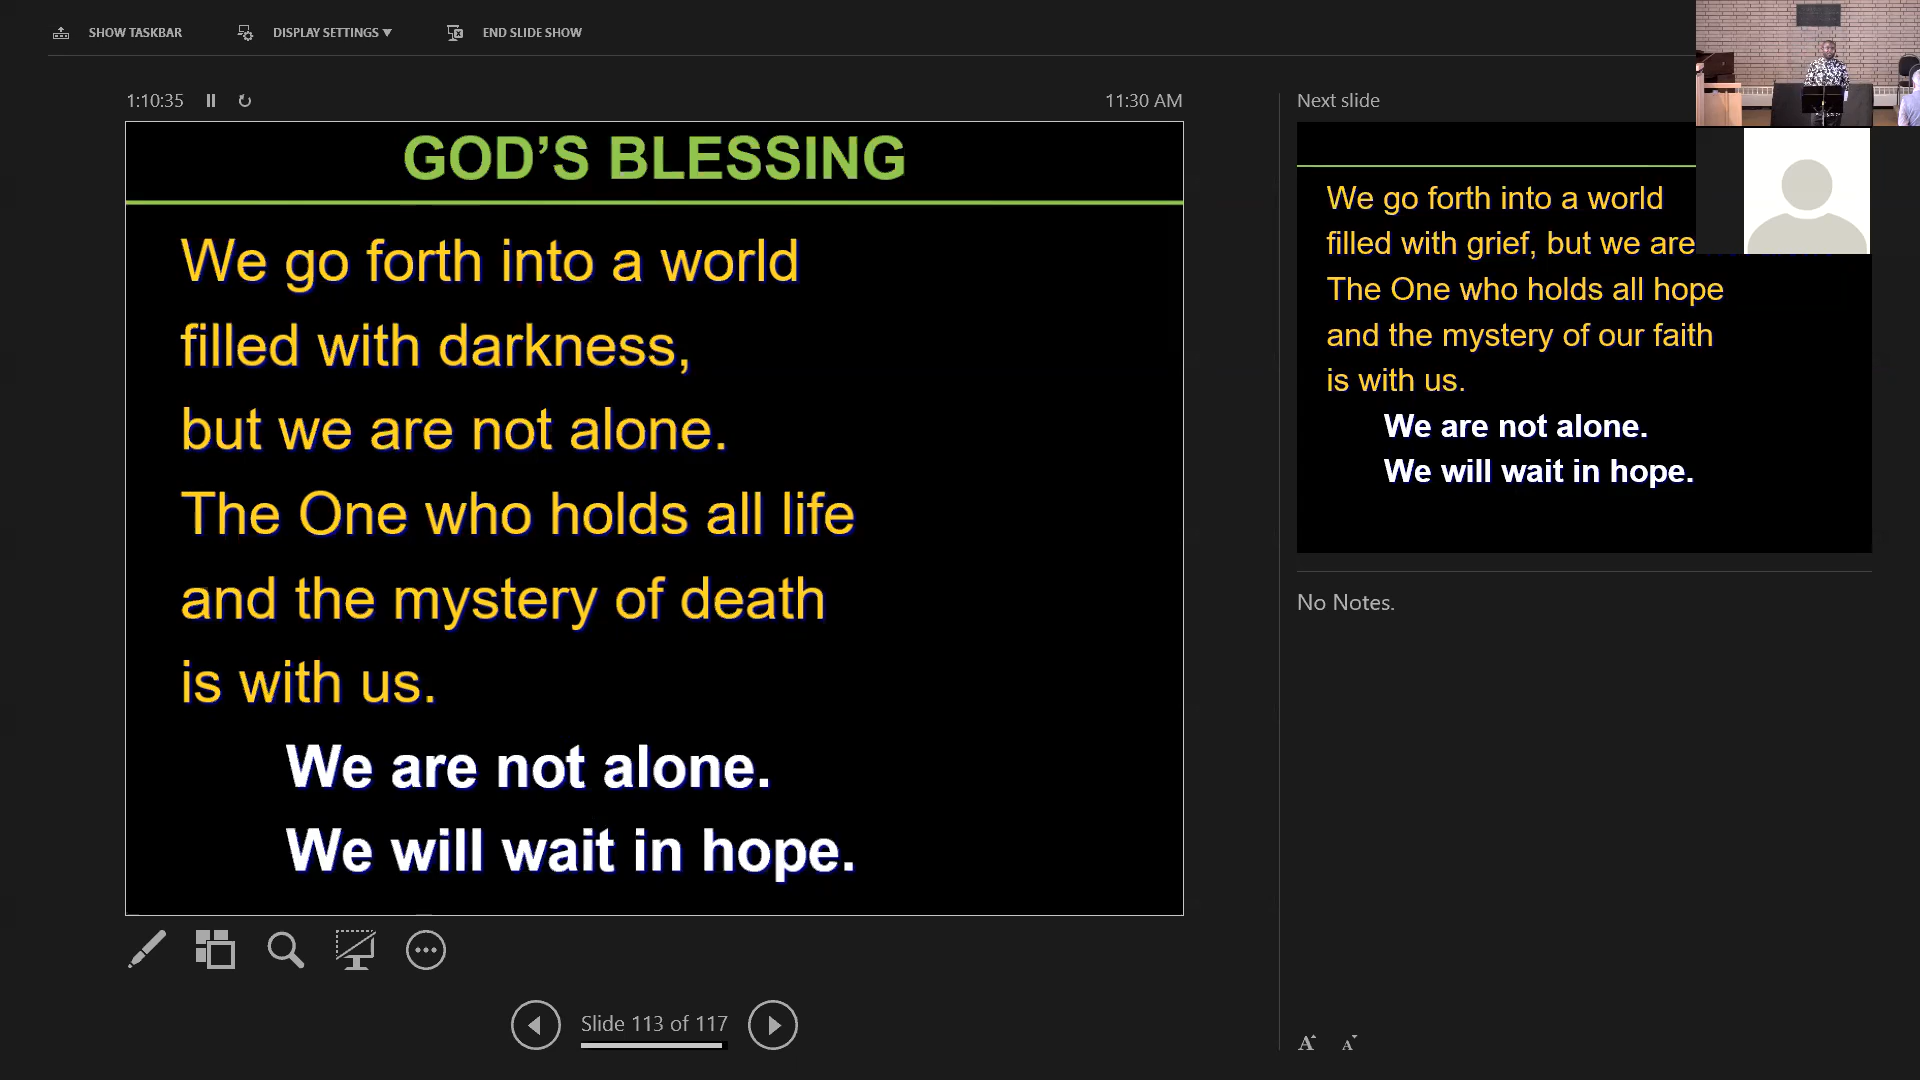 SHOW TASKBAR
DISPLAY SETTINGS ▼
END SLIDE SHOW
1:10:35
11:30 AM
GOD’S BLESSING
We go forth into a world
filled with darkness,
but we are not alone.
The One who holds all life
and the mystery of death
is with us.
We are not alone.
We will wait in hope.
Slide 113 of 117
Next slide
We go forth into a world
filled with grief, but we are
The One who holds all hope
and the mystery of our faith
is with us.
We are not alone.
We will wait in hope.
No Notes.
A A